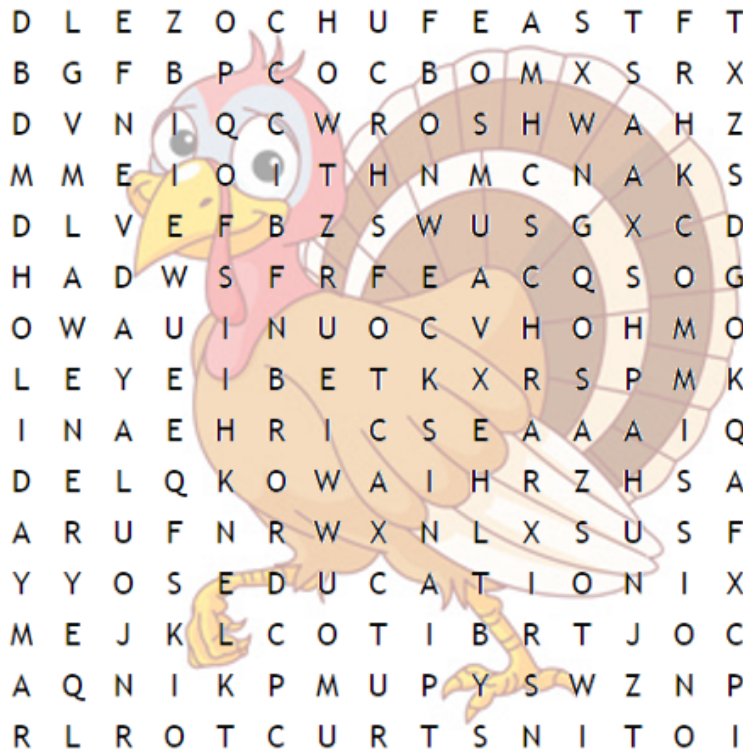 D L E Z O C H U F E A S T F T
B G F B P C O C B O M X S R X
D V N I Q C W R O S H W A H Z
M M E I O I T H N M C N A K S
D L V E F B Z S W U S G X C D
H A D W S F R F E A C Q S O G
O W A U I N U O C V H O H M O
L E Y E I B E T K X R S P M K
I N A E H R I C S E A A A I Q
D E L Q K O W A I H R Z H S A
A R U F N R W X N L X S U S F
Y Y O S E D U C A T I O N I X
M E J K L C O T I B R T J O C
A Q N I K P M U P Y S W Z N P
R L R O T C U R T S N I T O I